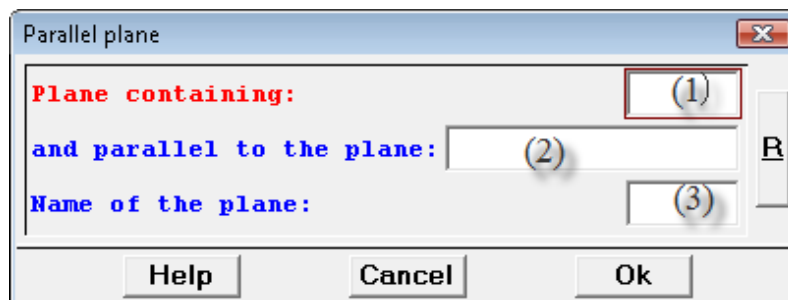 Parallel plane
Plane containing: (1)
and parallel to the plane: (2)
R
Name of the plane: (3)
Help Cancel Ok